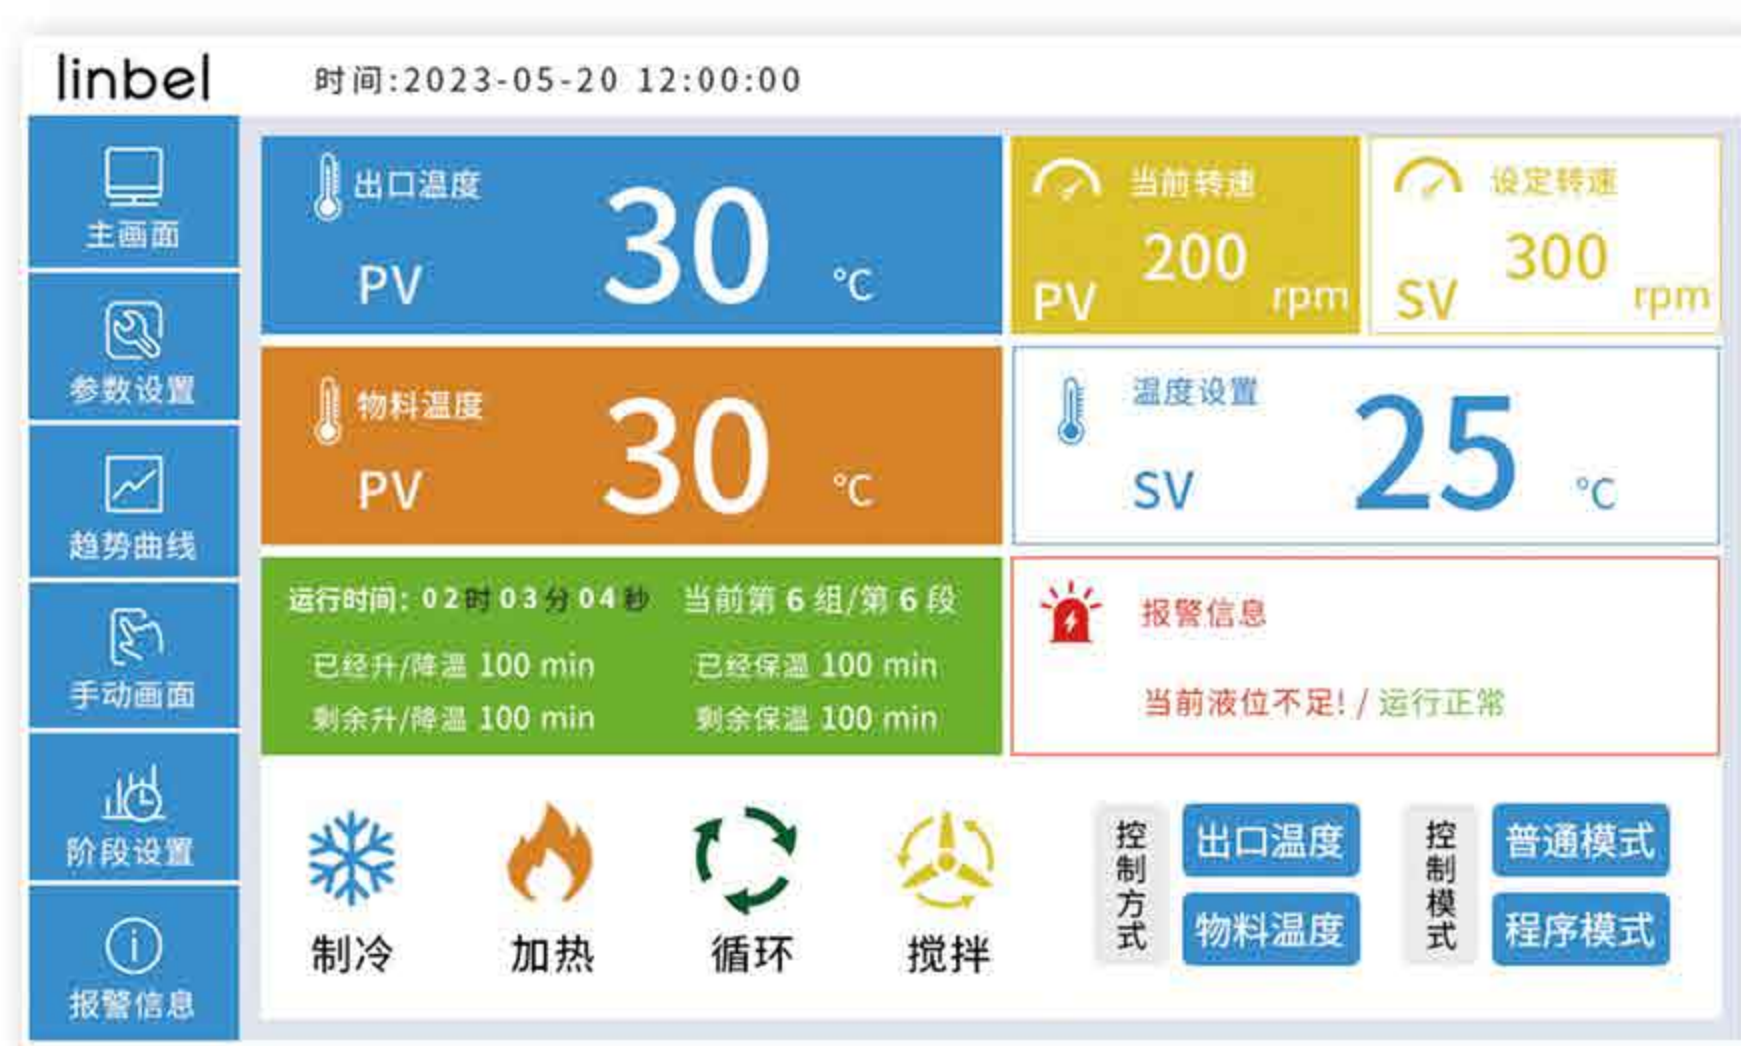 linbel
时间:2023-05-20 12:00:00
主画面
参数设置
趋势曲线
手动画面
阶段设置
报警信息
出口温度
PV 30 ℃
当前转速
PV 200 rpm
设定转速
SV 300 rpm
物料温度
PV 30 ℃
温度设置
SV 25 ℃
运行时间：02时03分04秒 当前第6组/第6段
已经升/降温 100 min 已经保温 100 min
剩余升/降温 100 min 剩余保温 100 min
报警信息
当前液位不足! / 运行正常
制冷
加热
循环
搅拌
控制方式
出口温度
物料温度
控制模式
普通模式
程序模式